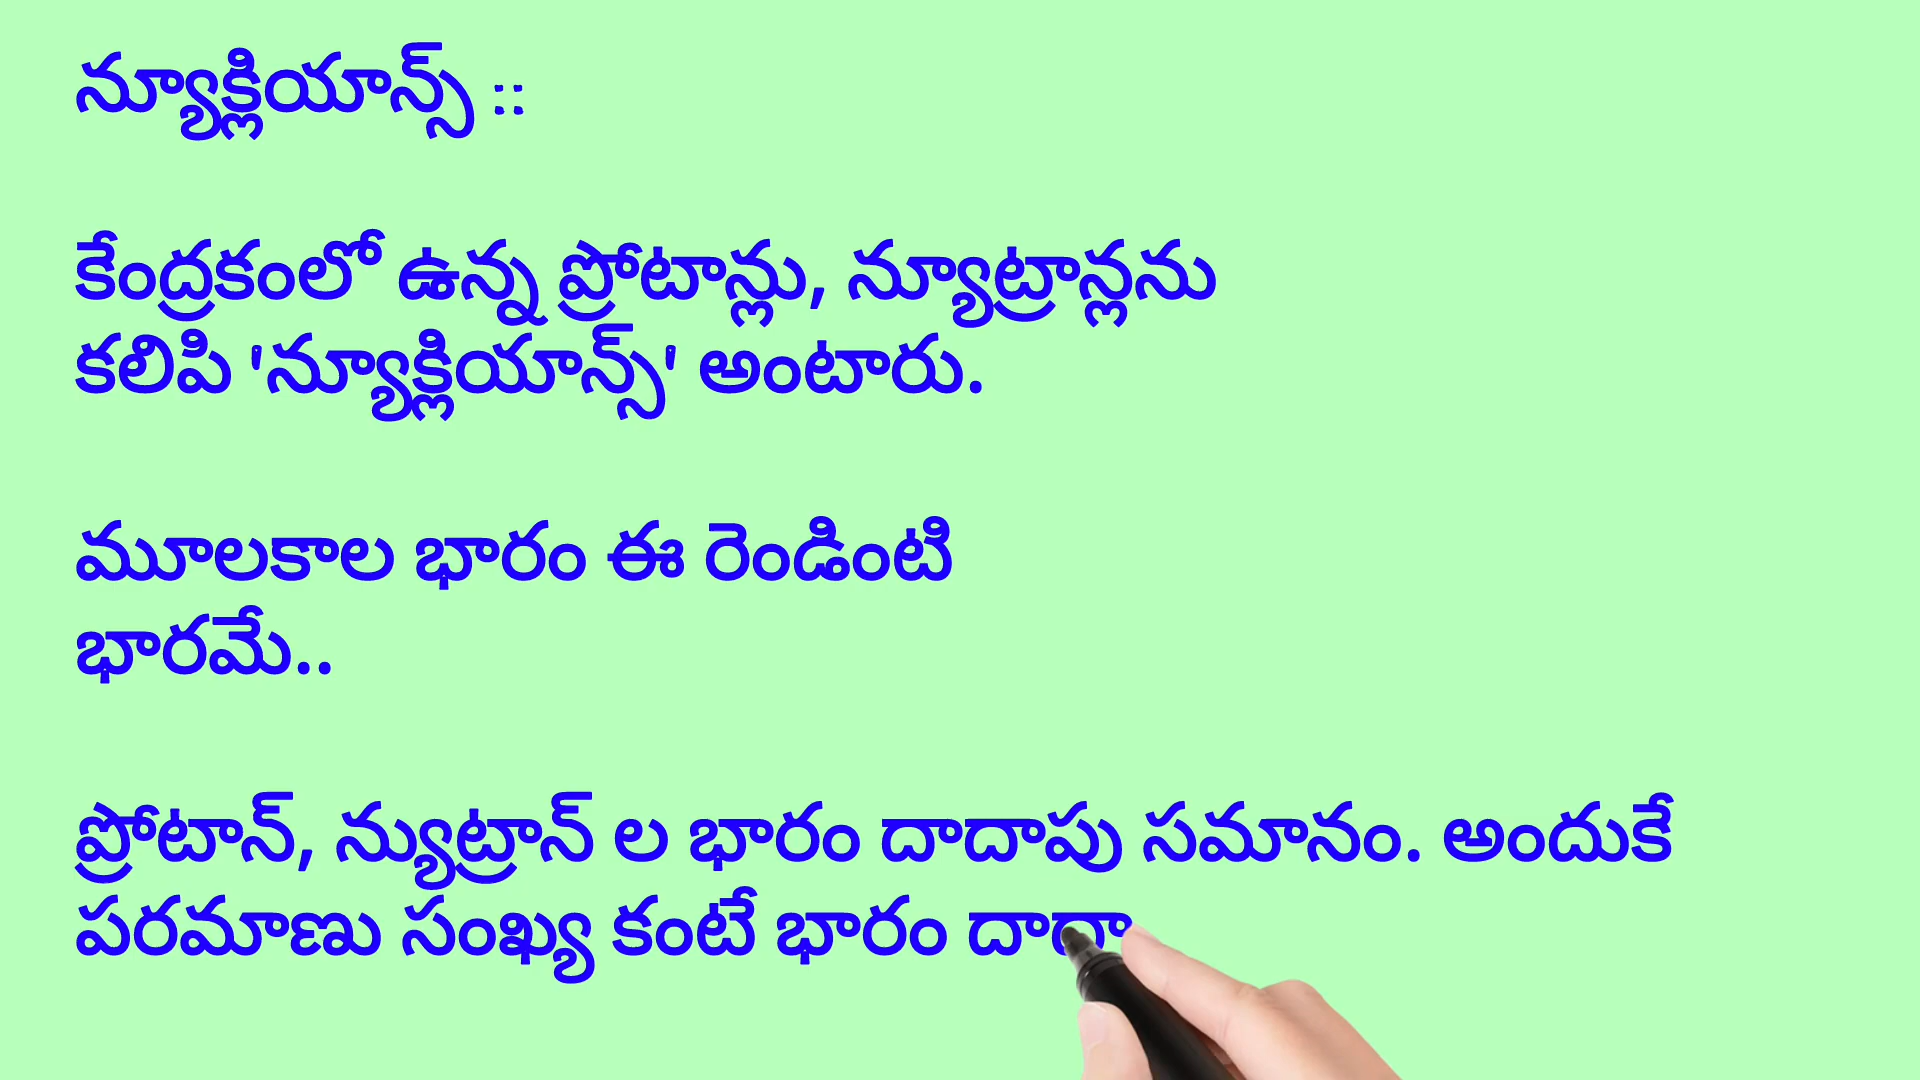 న్యూక్లియాన్స్ ::
కేంద్రకంలో ఉన్న ప్రోటాన్లు, న్యూట్రాన్లను
కలిపి 'న్యూక్లియాన్స్' అంటారు.
మూలకాల భారం ఈ రెండింటి
భారమే..
ప్రోటాన్, న్యుట్రాన్ ల భారం దాదాపు సమానం. అందుకే
పరమాణు సంఖ్య కంటే భారం